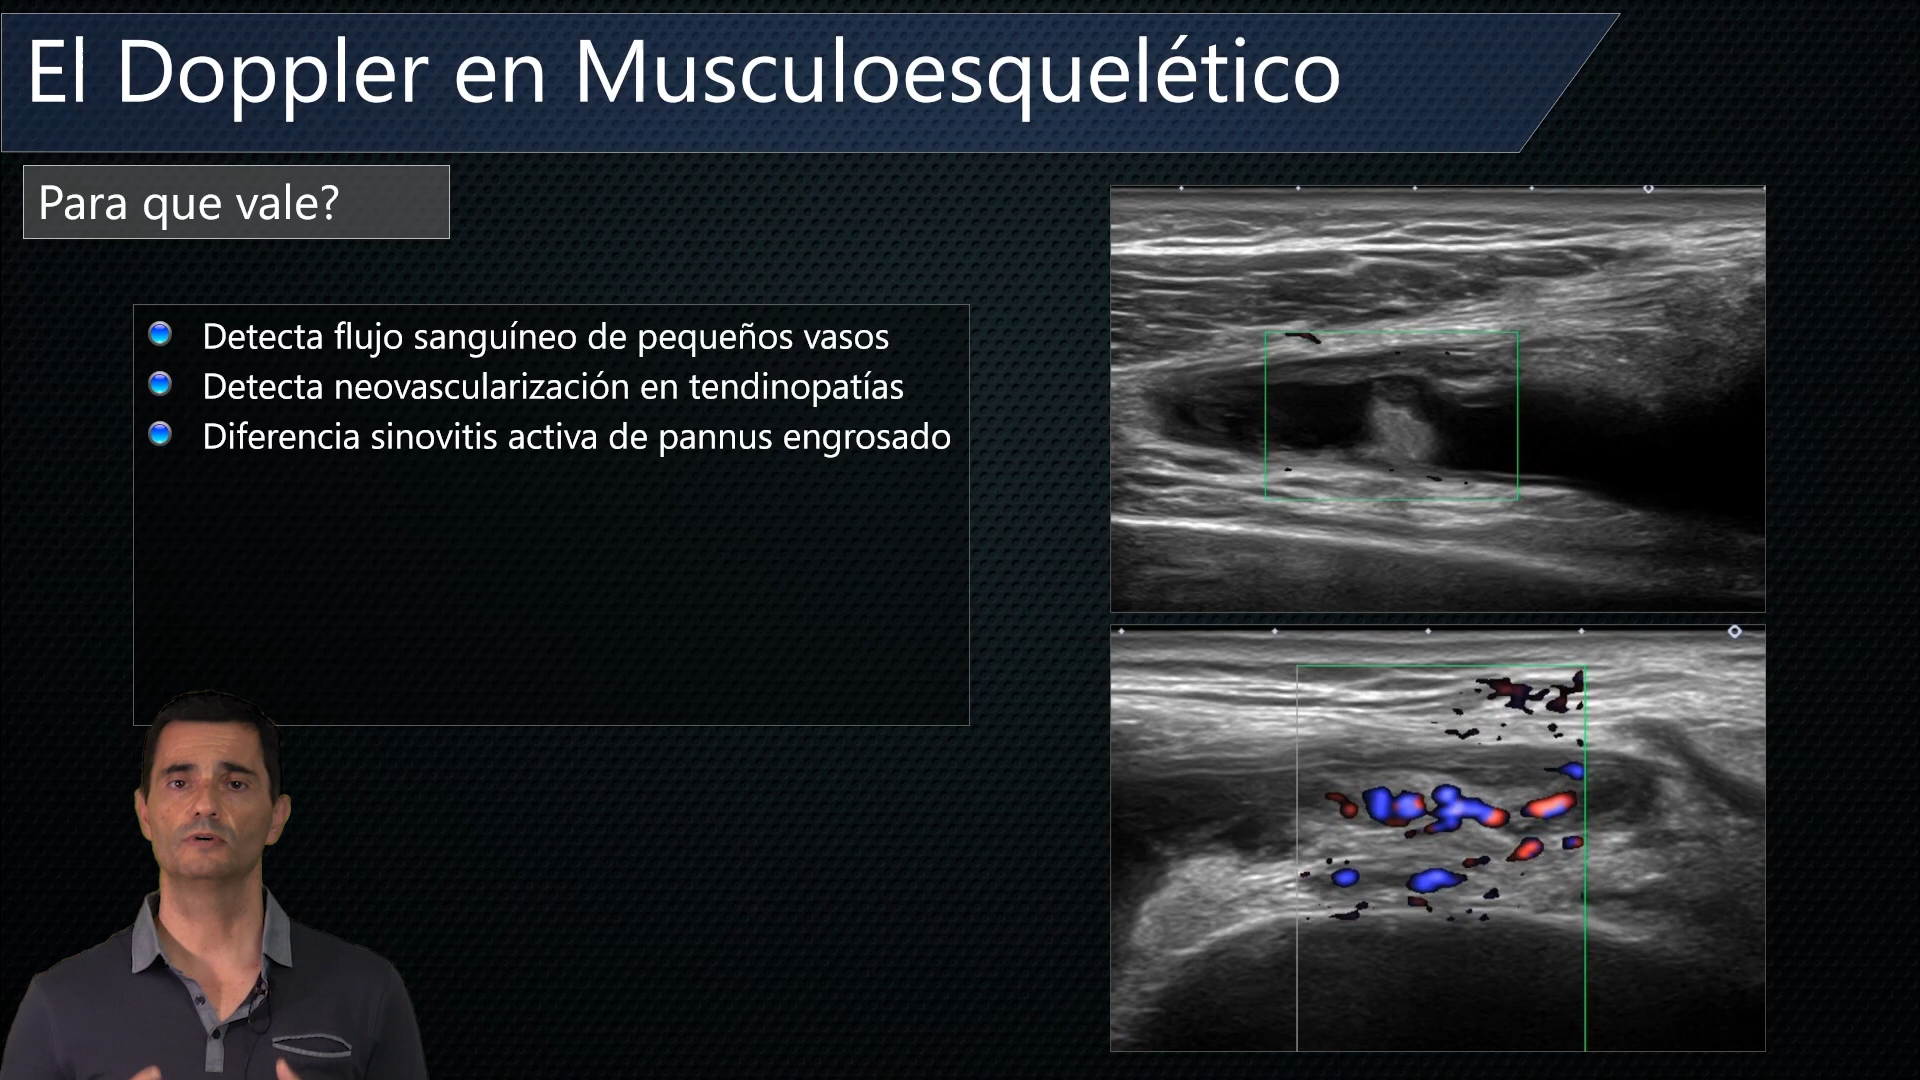 El Doppler en Musculoesquelético
Para que vale?
Detecta flujo sanguíneo de pequeños vasos
Detecta neovascularización en tendinopatías
Diferencia sinovitis activa de pannus engrosado